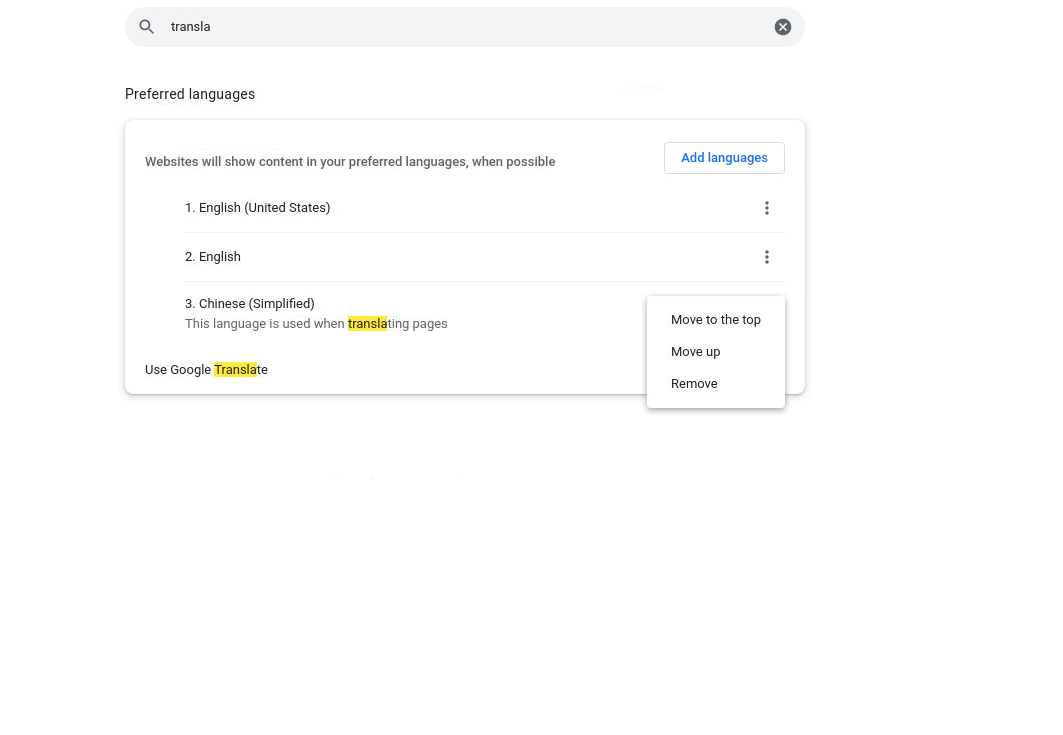 transla
Preferred languages
Websites will show content in your preferred languages, when possible
Add languages
1. English (United States)
2. English
3. Chinese (Simplified)
This language is used when translating pages
Use Google Translate
Move to the top
Move up
Remove